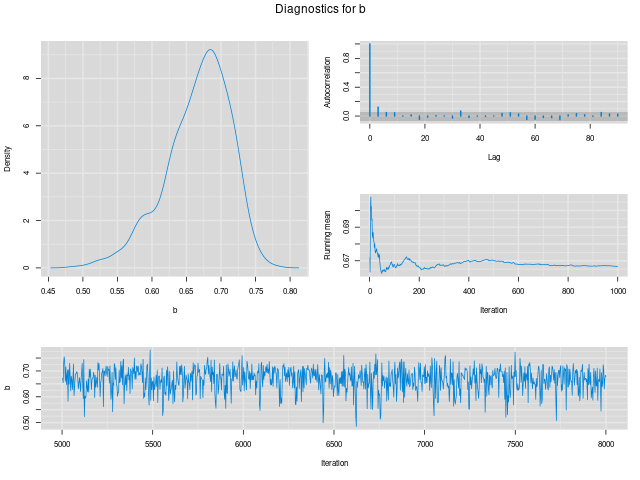 Diagnostics for b
Density
0 2 4 6 8
0.45 0.50 0.55 0.60 0.65 0.70 0.75 0.80
b
Autocorrelation
0.0 0.4 0.8
0 20 40 60 80
Lag
Running mean
0.67 0.69
0 200 400 600 800 1000
Iteration
b
0.50 0.60 0.70
5000 5500 6000 6500 7000 7500 8000
Iteration